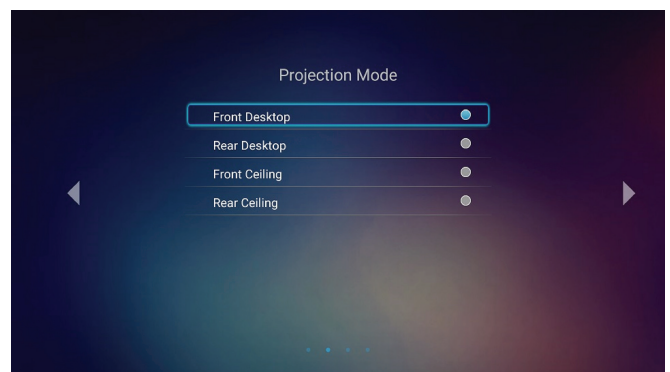 Projection Mode
Front Desktop
Rear Desktop
Front Ceiling
Rear Ceiling